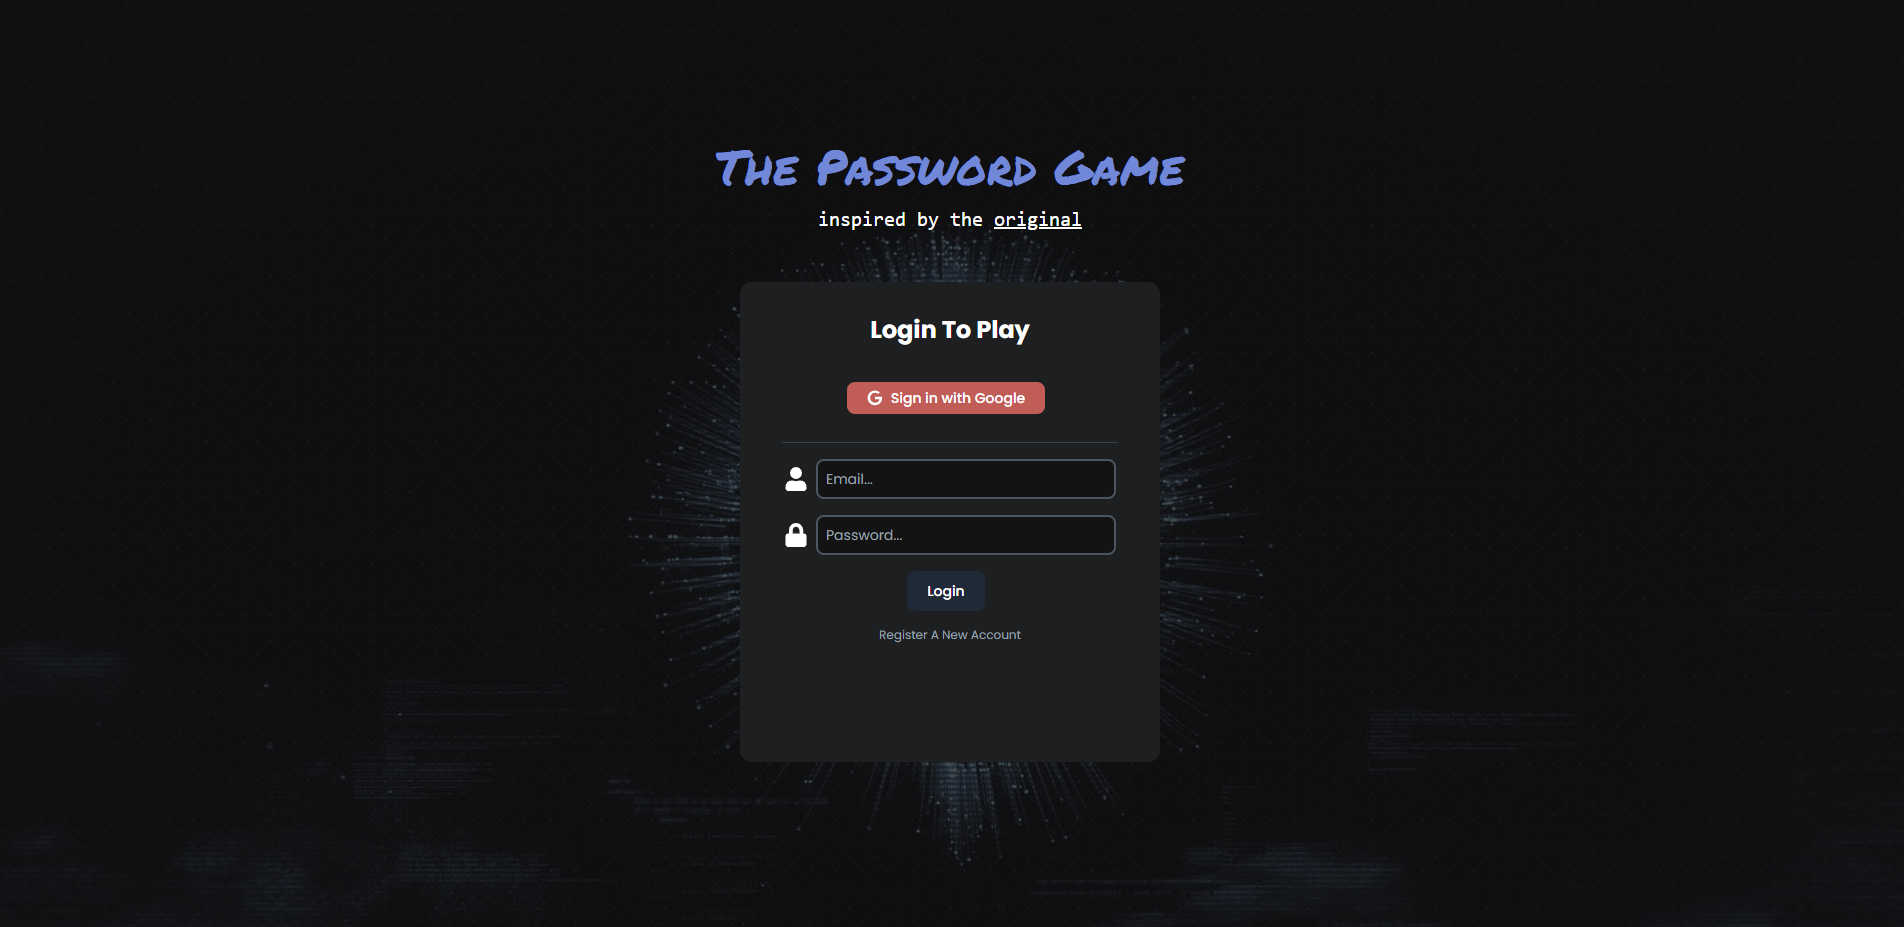 The Password Game
inspired by the original
Login To Play
Sign in with Google
Email...
Password...
Login
Register A New Account